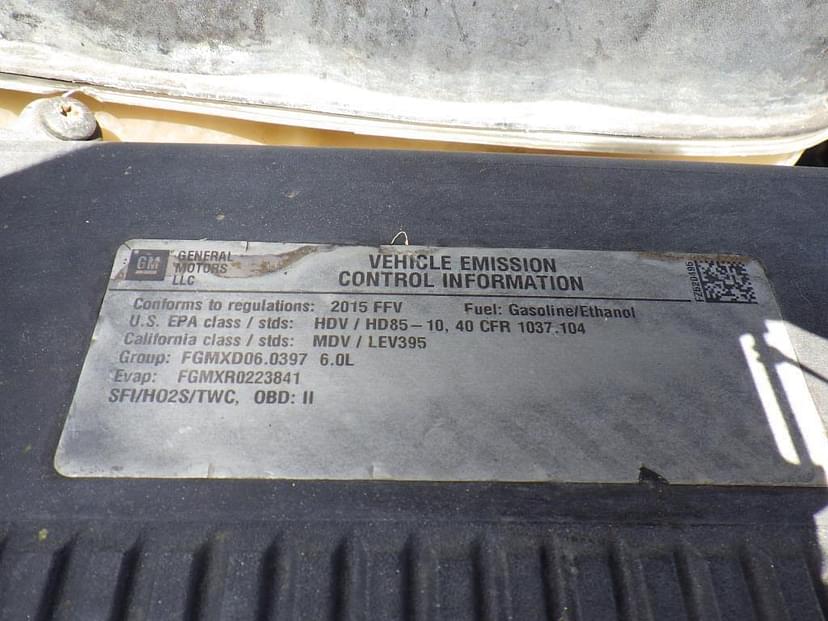 GM
GENERAL
MOTORS
LLC
VEHICLE EMISSION
CONTROL INFORMATION
Conforms to regulations: 2015 FFV Fuel: Gasoline/Ethanol
U.S. EPA class / stds: HDV / HD85-10, 40 CFR 1037.104
California class / stds: MDV / LEV395
Group: FGMXD06.0397 6.0L
Evap: FGMXR0223841
SFI/HO2S/TWC, OBD: II